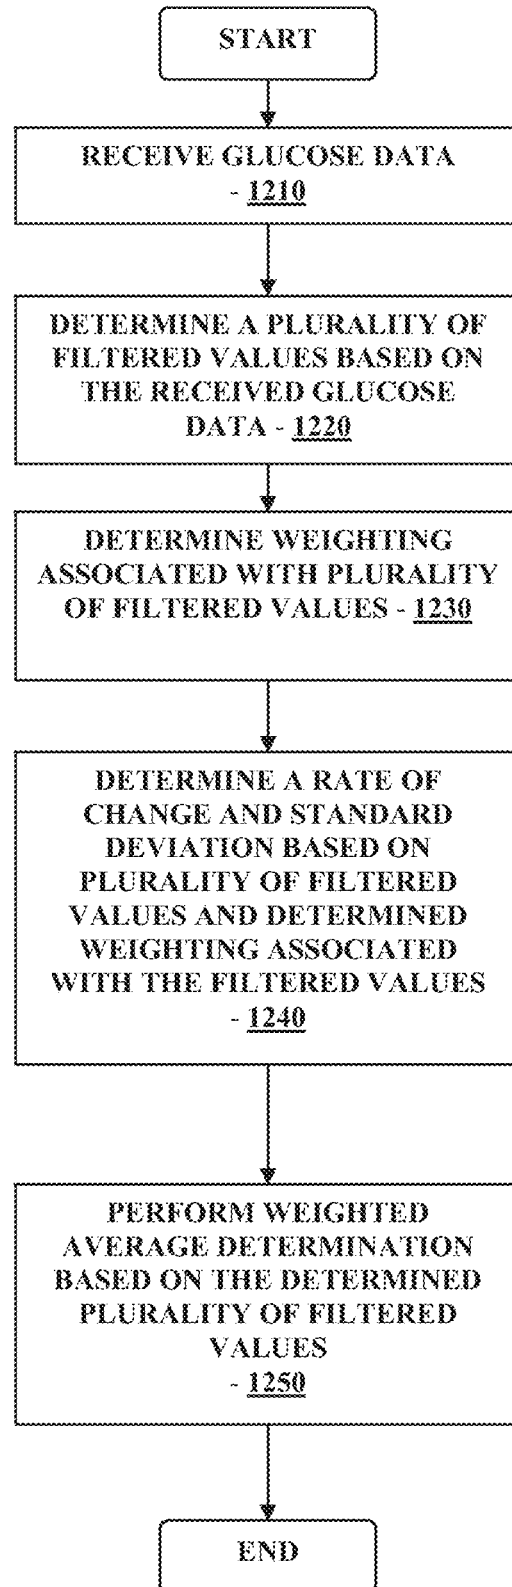 START
RECEIVE GLUCOSE DATA
- 1210
DETERMINE A PLURALITY OF
FILTERED VALUES BASED ON
THE RECEIVED GLUCOSE
DATA - 1220
DETERMINE WEIGHTING
ASSOCIATED WITH PLURALITY
OF FILTERED VALUES - 1230
DETERMINE A RATE OF
CHANGE AND STANDARD
DEVIATION BASED ON
PLURALITY OF FILTERED
VALUES AND DETERMINED
WEIGHTING ASSOCIATED
WITH THE FILTERED VALUES
- 1240
PERFORM WEIGHTED
AVERAGE DETERMINATION
BASED ON THE DETERMINED
PLURALITY OF FILTERED
VALUES
- 1250
END